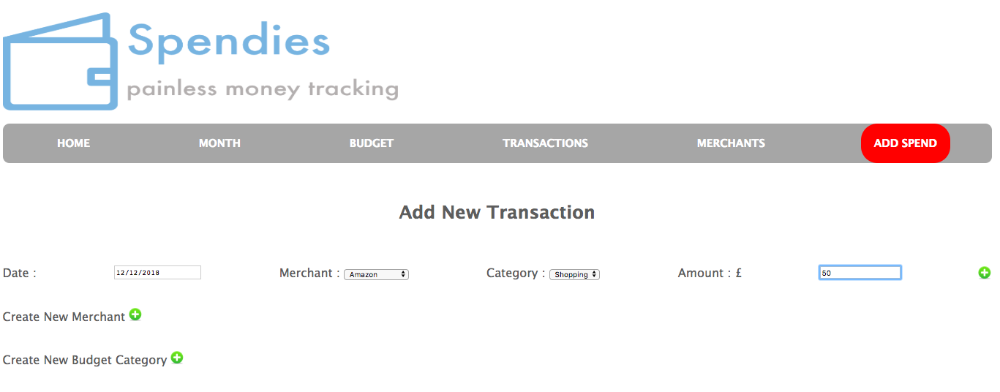 Spendies
painless money tracking
HOME MONTH BUDGET TRANSACTIONS MERCHANTS ADD SPEND
Add New Transaction
Date : 12/12/2018 Merchant : Amazon Category : Shopping Amount : £ 50
Create New Merchant
Create New Budget Category